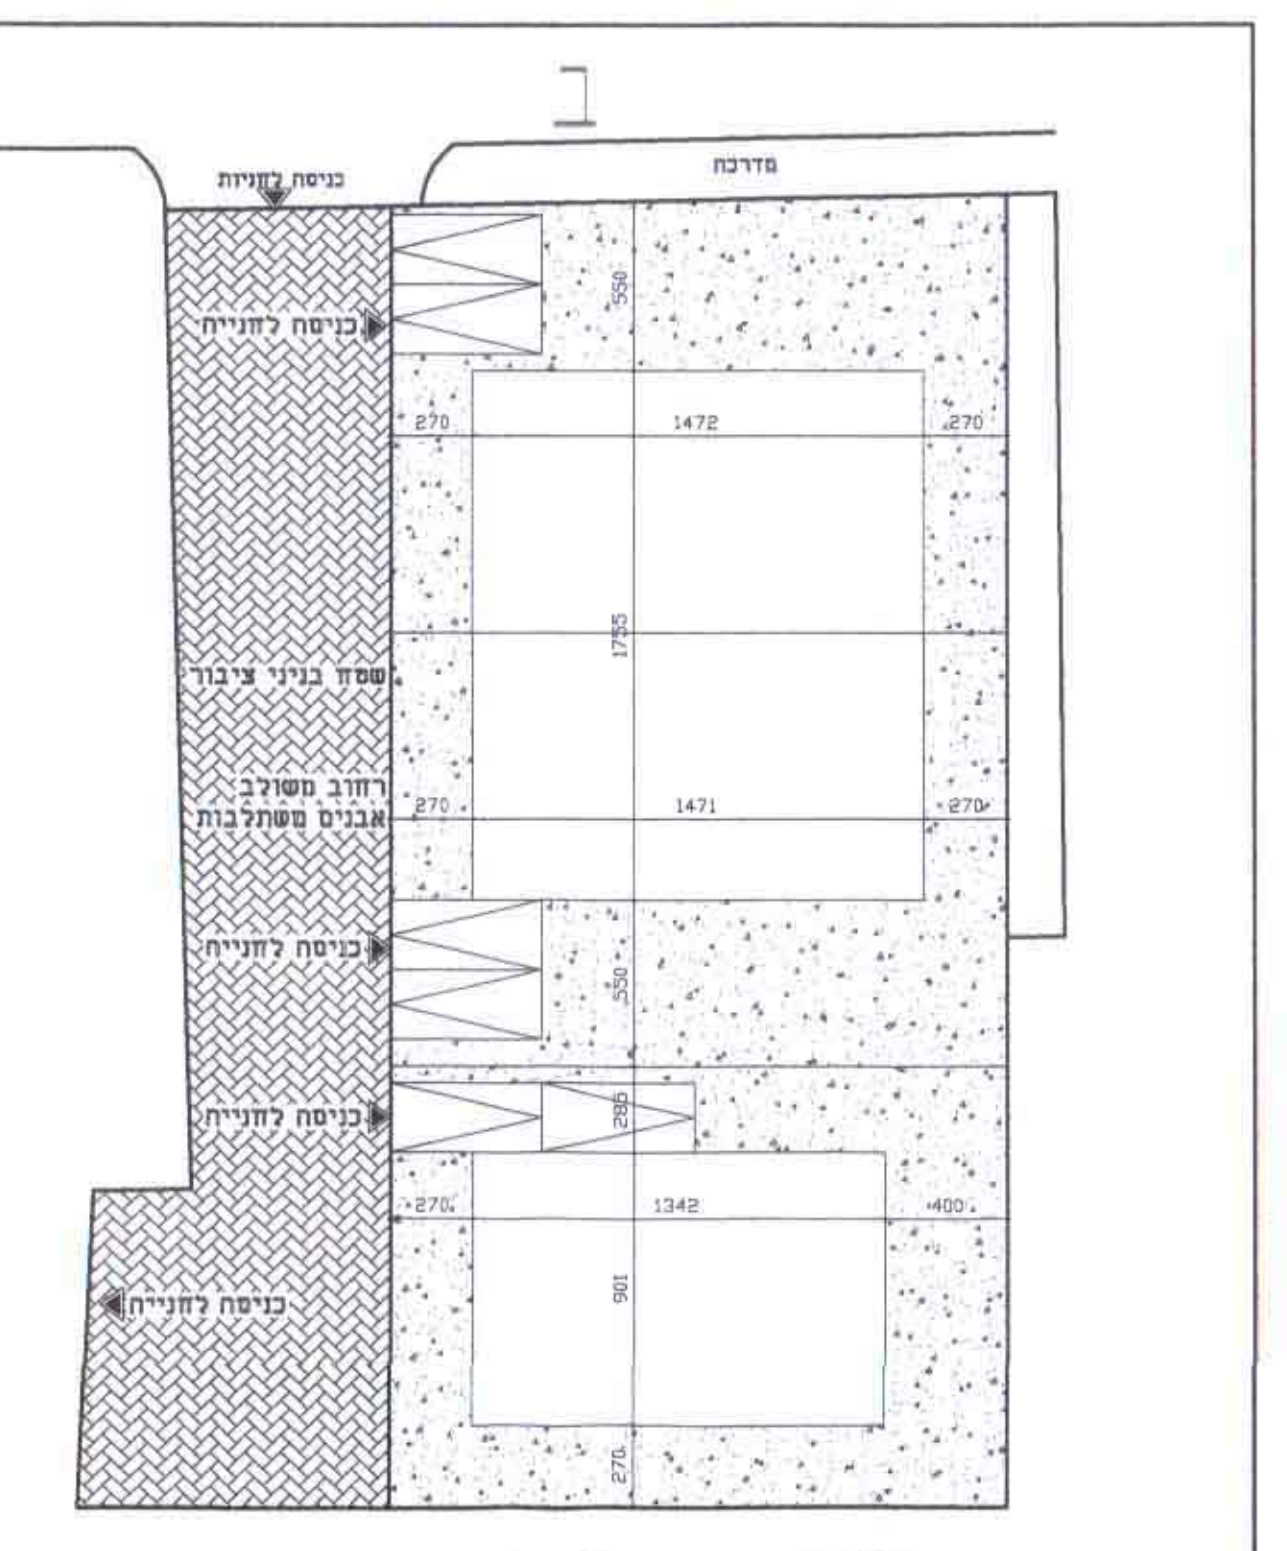 ב
מדרכה
כניסה לחניות
550
כניסה לחנייה
270 1472 270
1755
שטח בניני ציבור
רחוב משולב
אבנים משתלבות
270 1471 270
כניסה לחנייה
550
כניסה לחנייה
286
270 1342 400
901
כניסה לחנייה
270